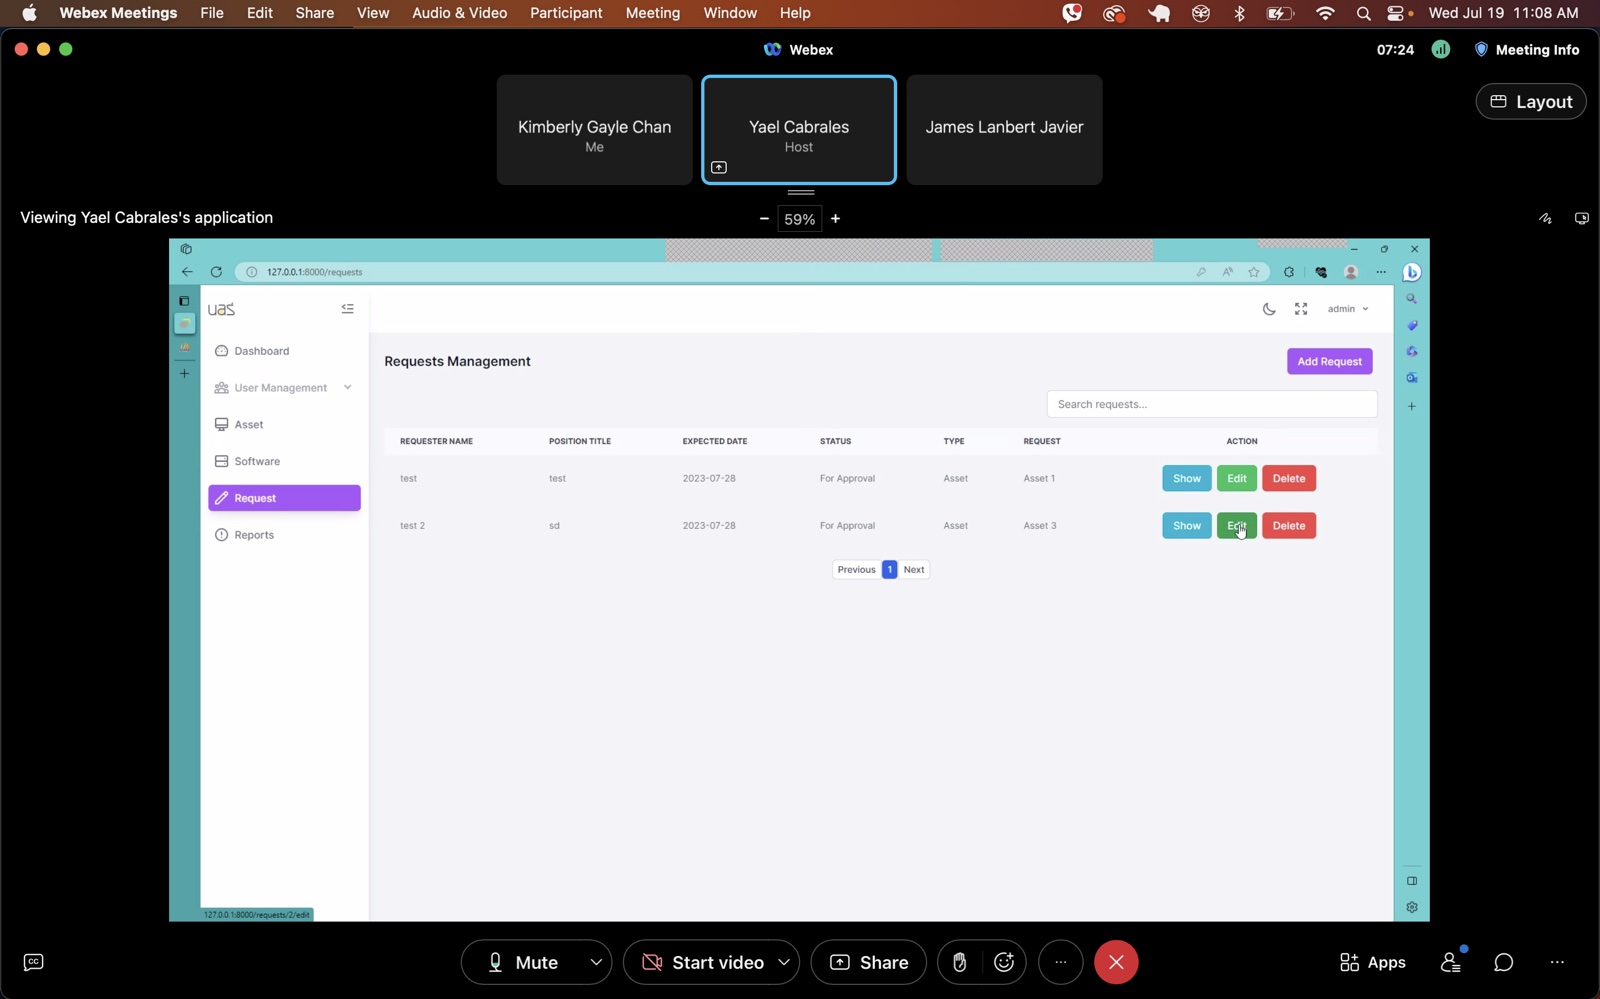 Webex Meetings File Edit Share View Audio & Video Participant Meeting Window Help Wed Jul 19 11:08 AM
Webex
07:24 Meeting Info
Layout
Kimberly Gayle Chan
Me
Yael Cabrales
Host
James Lanbert Javier
Viewing Yael Cabrales's application
− 59% +
127.0.0.1:8000/requests
uas
admin
Dashboard
User Management
Asset
Software
Request
Reports
Requests Management
Add Request
Search requests...
REQUESTER NAME POSITION TITLE EXPECTED DATE STATUS TYPE REQUEST ACTION
test test 2023-07-28 For Approval Asset Asset 1 Show Edit Delete
test 2 sd 2023-07-28 For Approval Asset Asset 3 Show Edit Delete
Previous 1 Next
127.0.0.1:8000/requests/2/edit
CC
Mute
Start video
Share
Apps